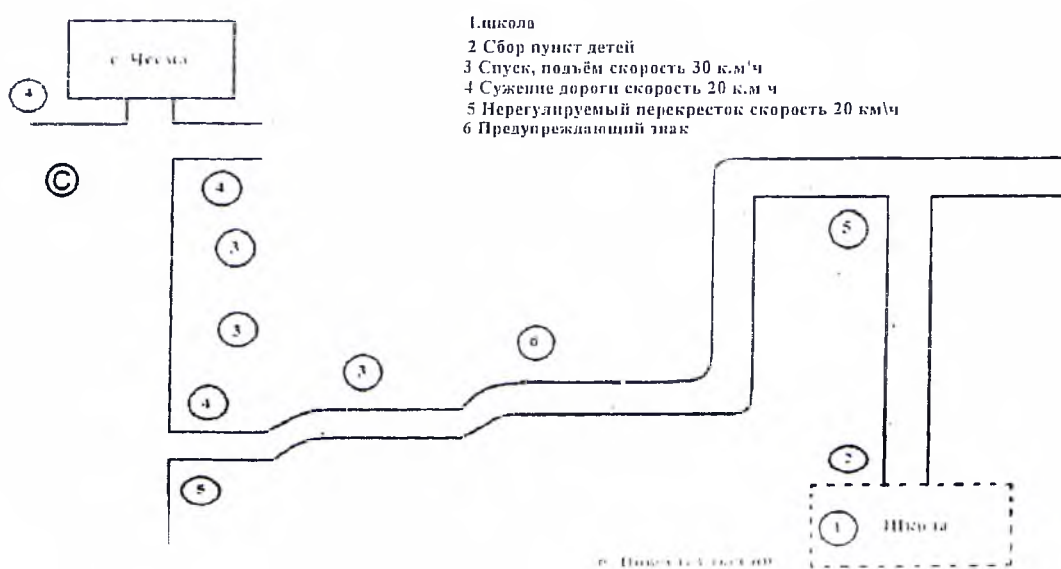 1.школа
2 Сбор пункт детей
3 Спуск, подъём скорость 30 к.м'ч
4 Сужение дороги скорость 20 к.м ч
5 Нерегулируемый перекресток скорость 20 км\ч
6 Предупреждающий знак
с. Чесма
4
©
4
3
3
4
5
3
6
5
2
1 Школа